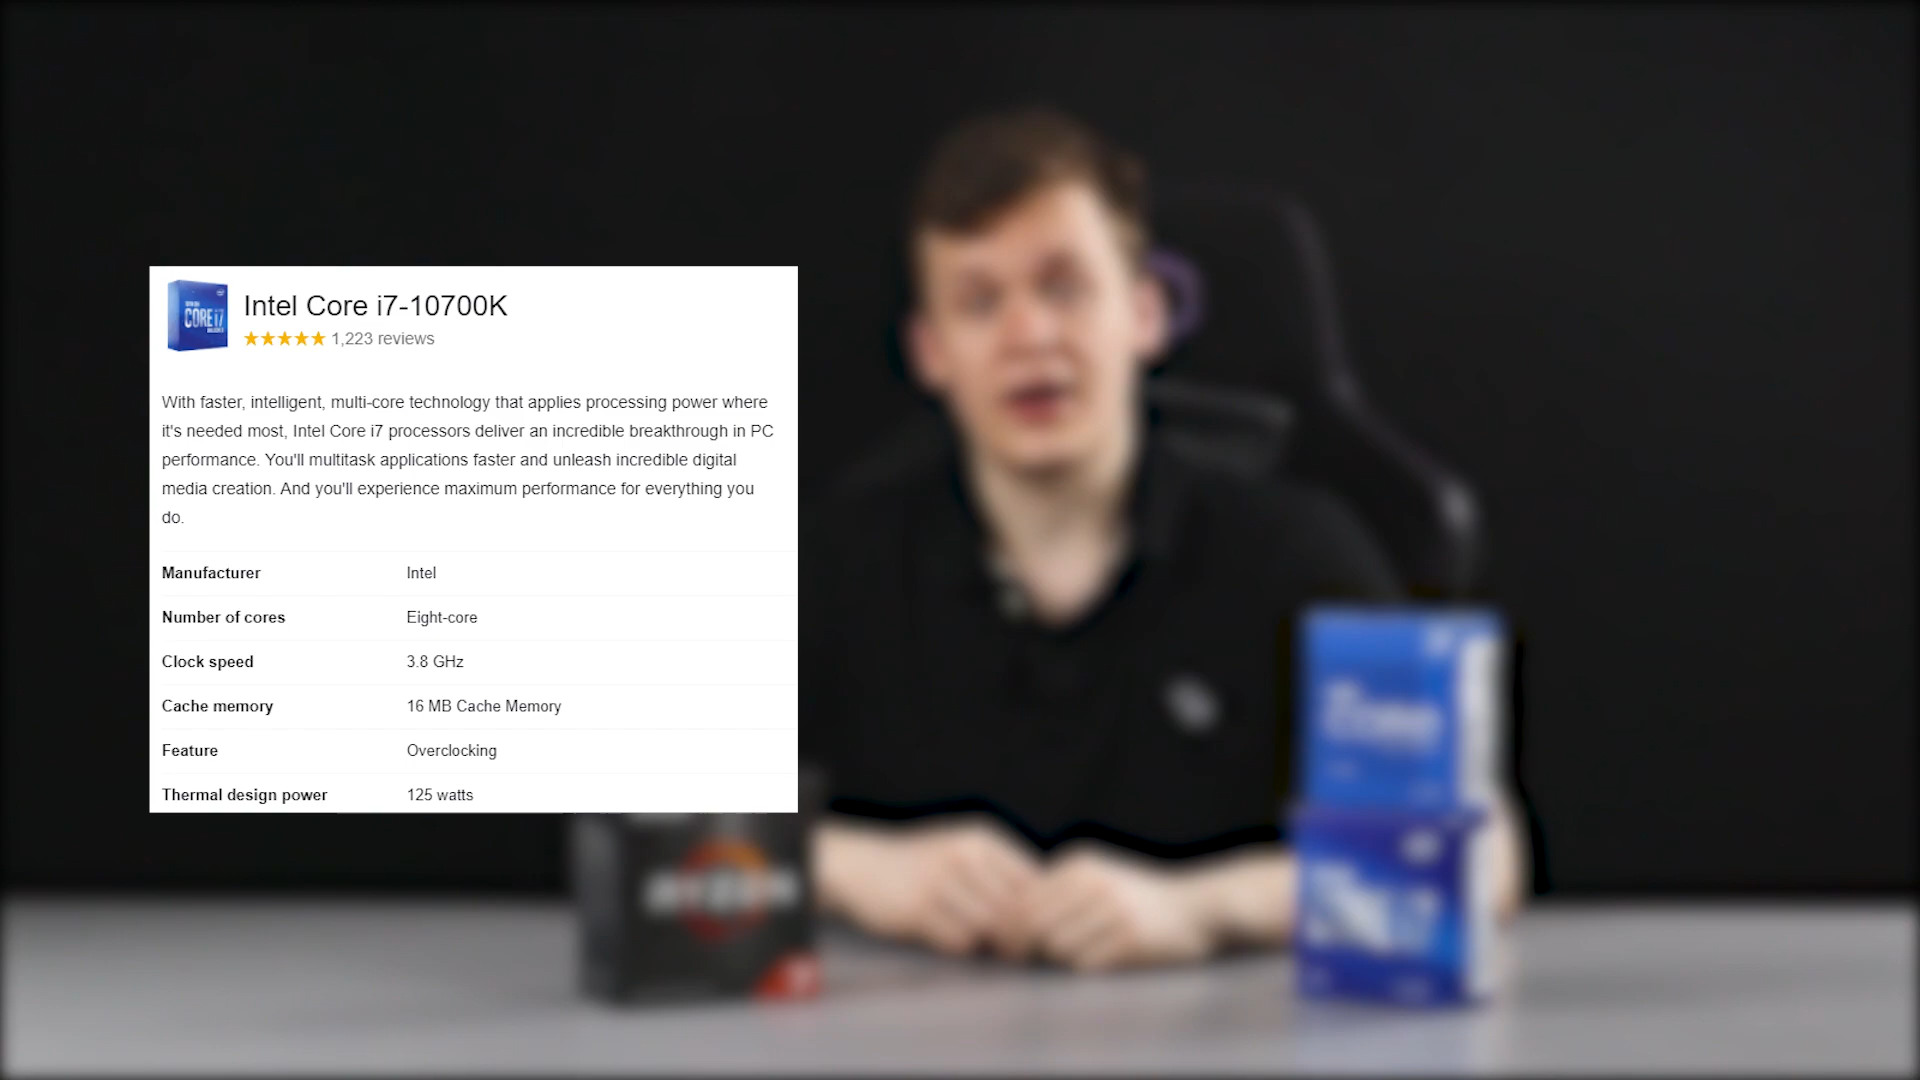 Intel Core i7-10700K
★★★★★ 1,223 reviews
With faster, intelligent, multi-core technology that applies processing power where
it's needed most, Intel Core i7 processors deliver an incredible breakthrough in PC
performance. You'll multitask applications faster and unleash incredible digital
media creation. And you'll experience maximum performance for everything you
do.
Manufacturer Intel
Number of cores Eight-core
Clock speed 3.8 GHz
Cache memory 16 MB Cache Memory
Feature Overclocking
Thermal design power 125 watts
CORE i7
RYZEN